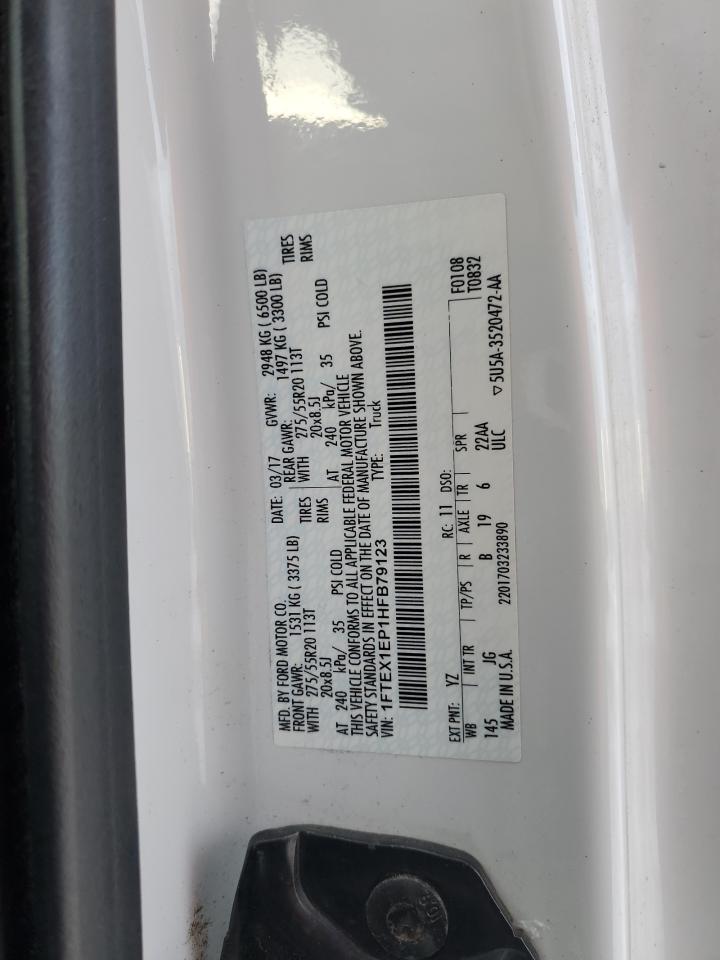 MFD. BY FORD MOTOR CO. DATE: 03/17 GVWR: 2948 KG ( 6500 LB)
FRONT GAWR: 1531 KG ( 3375 LB) REAR GAWR: 1497 KG ( 3300 LB)
WITH 275/55R20 113T TIRES WITH 275/55R20 113T TIRES
20x8.5J RIMS 20x8.5J RIMS
AT 240 kPa/ 35 PSI COLD AT 240 kPa/ 35 PSI COLD
THIS VEHICLE CONFORMS TO ALL APPLICABLE FEDERAL MOTOR VEHICLE
SAFETY STANDARDS IN EFFECT ON THE DATE OF MANUFACTURE SHOWN ABOVE.
VIN: 1FTEX1EP1HFB79123 TYPE: Truck
EXT PNT: YZ RC: 11 DSO: F0108
WB INT TR TP/PS R AXLE TR SPR T0832
145 JG B 19 6 22AA
MADE IN U.S.A. 2201703233890 ULC ▽5U5A-3520472-AA